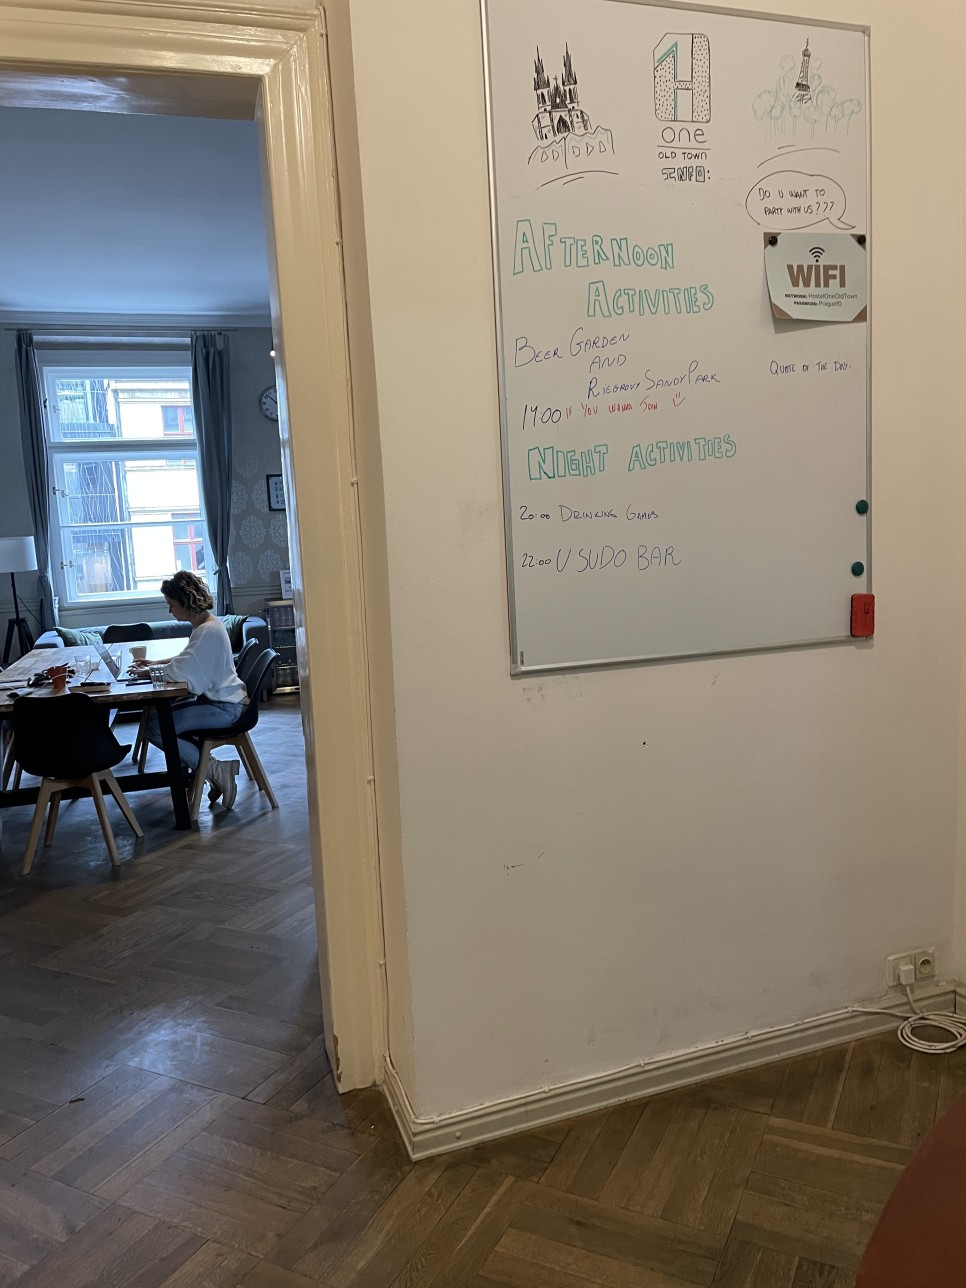 one
OLD TOWN
INFO:
DO U WANT TO
PARTY WITH US???
WiFi
NETWORK: HostelOneOldTown
PASSWORD: Prague10
AFTERNOON
ACTIVITIES
BEER GARDEN
AND
RIEGROVY SANDY PARK
17:00 IF YOU WANNA JOIN
QUOTE OF THE DAY:
NIGHT ACTIVITIES
20:00 DRINKING GAMES
22:00 U SUDO BAR